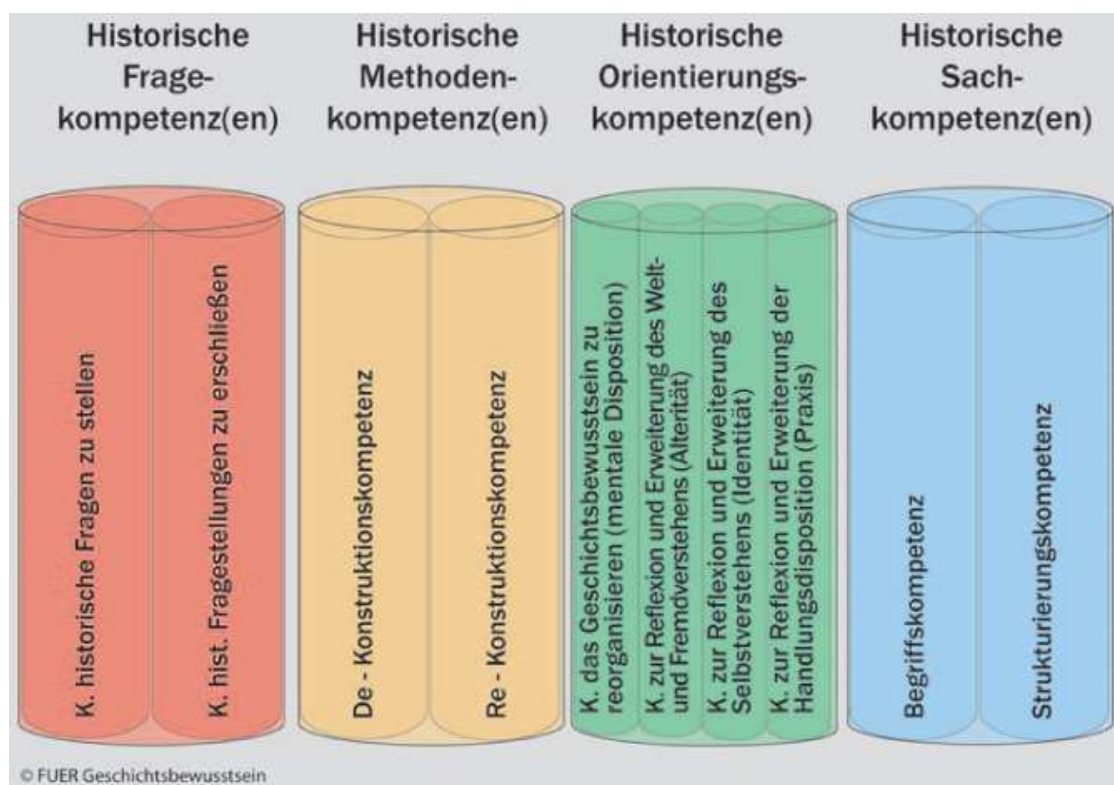 Historische
Frage-
kompetenz(en)
Historische
Methoden-
kompetenz(en)
Historische
Orientierungs-
kompetenz(en)
Historische
Sach-
kompetenz(en)
K. historische Fragen zu stellen
K. hist. Fragestellungen zu erschließen
De - Konstruktionskompetenz
Re - Konstruktionskompetenz
K. das Geschichtsbewusstsein zu
reorganisieren (mentale Disposition)
K. zur Reflexion und Erweiterung des Welt-
und Fremdverstehens (Alterität)
K. zur Reflexion und Erweiterung des
Selbstverstehens (Identität)
K. zur Reflexion und Erweiterung der
Handlungsdisposition (Praxis)
Begriffskompetenz
Strukturierungskompetenz
© FUER Geschichtsbewusstsein